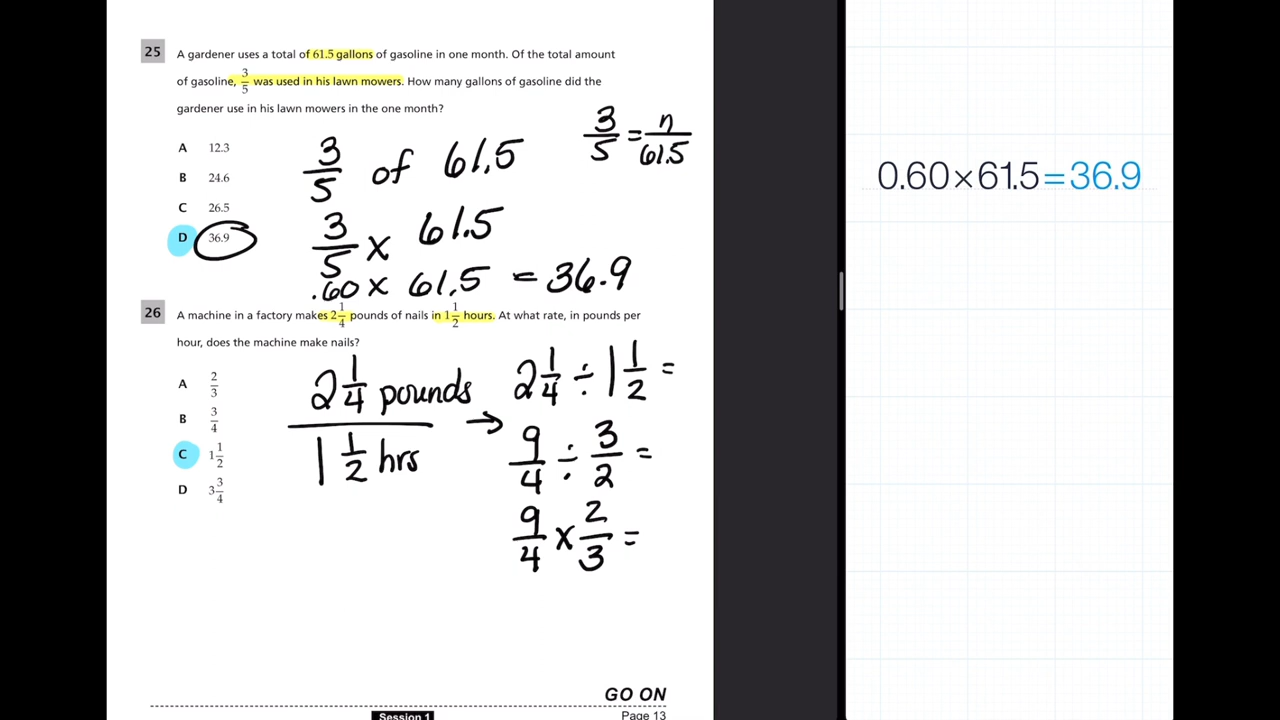 25 A gardener uses a total of 61.5 gallons of gasoline in one month. Of the total amount
of gasoline, 3/5 was used in his lawn mowers. How many gallons of gasoline did the
gardener use in his lawn mowers in the one month?
A 12.3
B 24.6
C 26.5
D 36.9
3/5 of 61.5
3/5 = n/61.5
3/5 × 61.5
.60 × 61.5 = 36.9
26 A machine in a factory makes 2 1/4 pounds of nails in 1 1/2 hours. At what rate, in pounds per
hour, does the machine make nails?
A 2/3
B 3/4
C 1 1/2
D 3 3/4
2 1/4 pounds
1 1/2 hrs
→ 2 1/4 ÷ 1 1/2 =
9/4 ÷ 3/2 =
9/4 × 2/3 =
GO ON
Session 1
Page 13
0.60×61.5=36.9